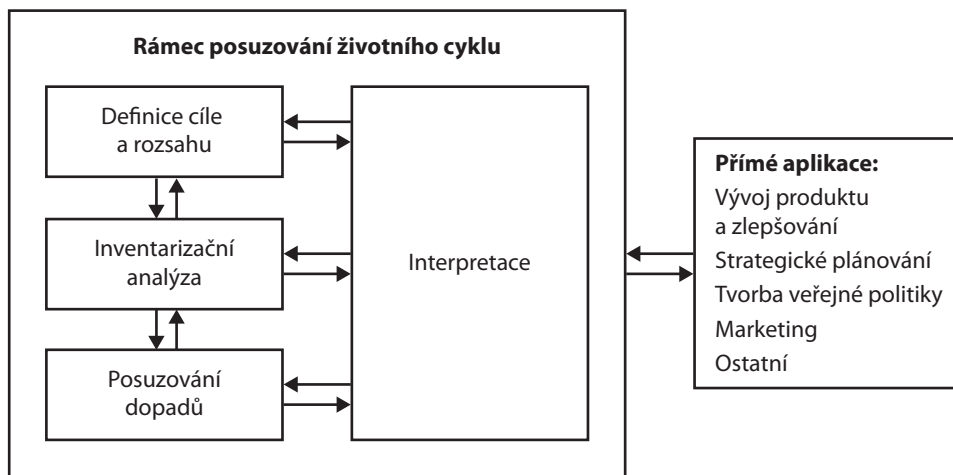 Rámec posuzování životního cyklu
Definice cíle
a rozsahu
Inventarizační
analýza
Posuzování
dopadů
Interpretace
Přímé aplikace:
Vývoj produktu
a zlepšování
Strategické plánování
Tvorba veřejné politiky
Marketing
Ostatní